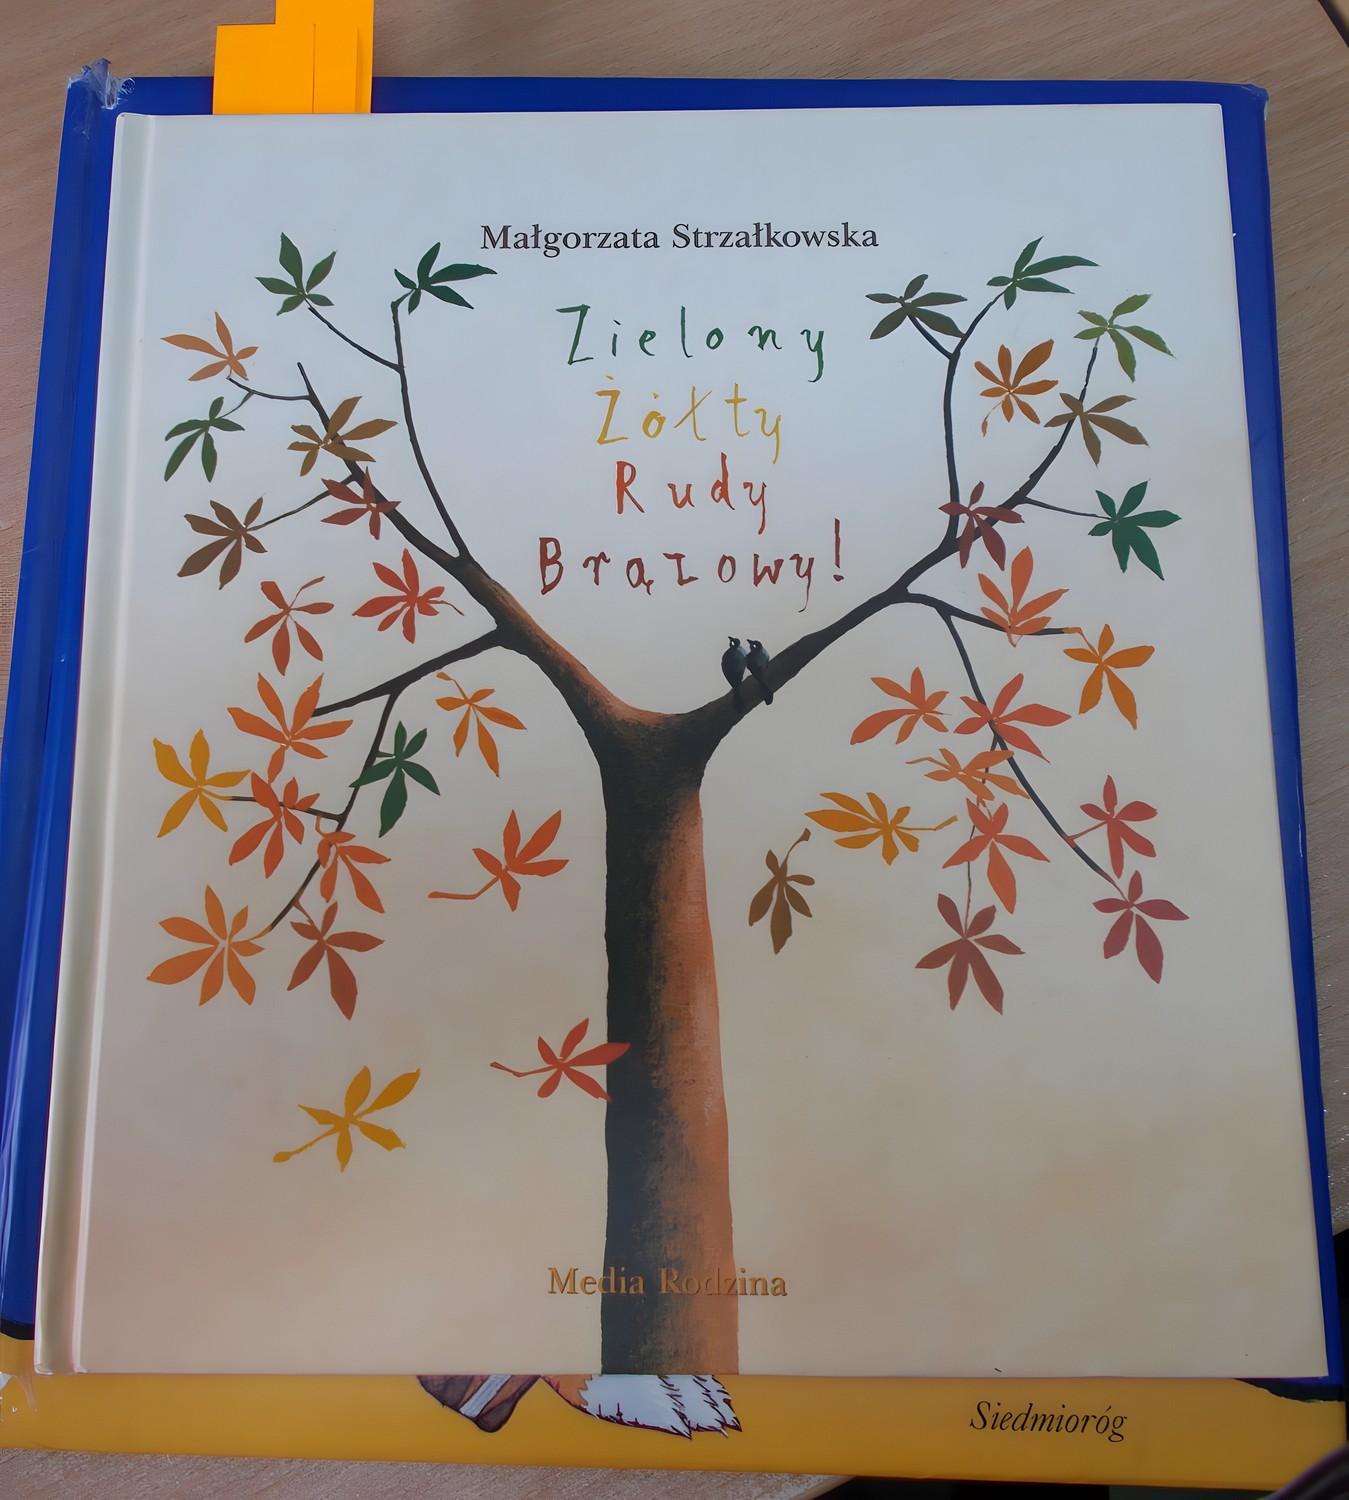 Małgorzata Strzałkowska
Zielony
Żółty
Rudy
Brązowy!
Media Rodzina
Siedmioróg